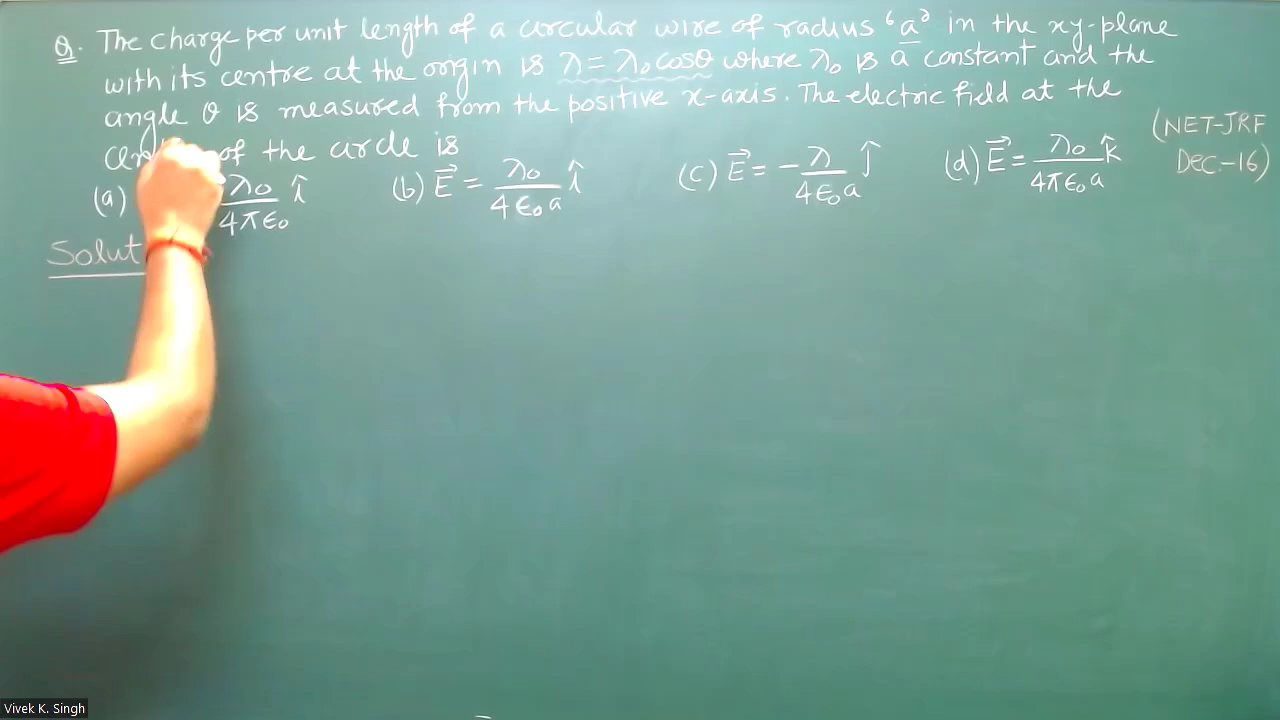 Q. The charge per unit length of a circular wire of radius 'a' in the xy-plane
with its centre at the origin is λ = λ₀ cosθ where λ₀ is a constant and the
angle θ is measured from the positive x-axis. The electric field at the
of the circle is
(a) λ₀/4πε₀ î (b) E⃗ = λ₀/4ε₀a î (c) E⃗ = -λ/4ε₀a ĵ (d) E⃗ = λ₀/4πε₀a k̂
(NET-JRF
Dec.-16)
Solut
Vivek K. Singh